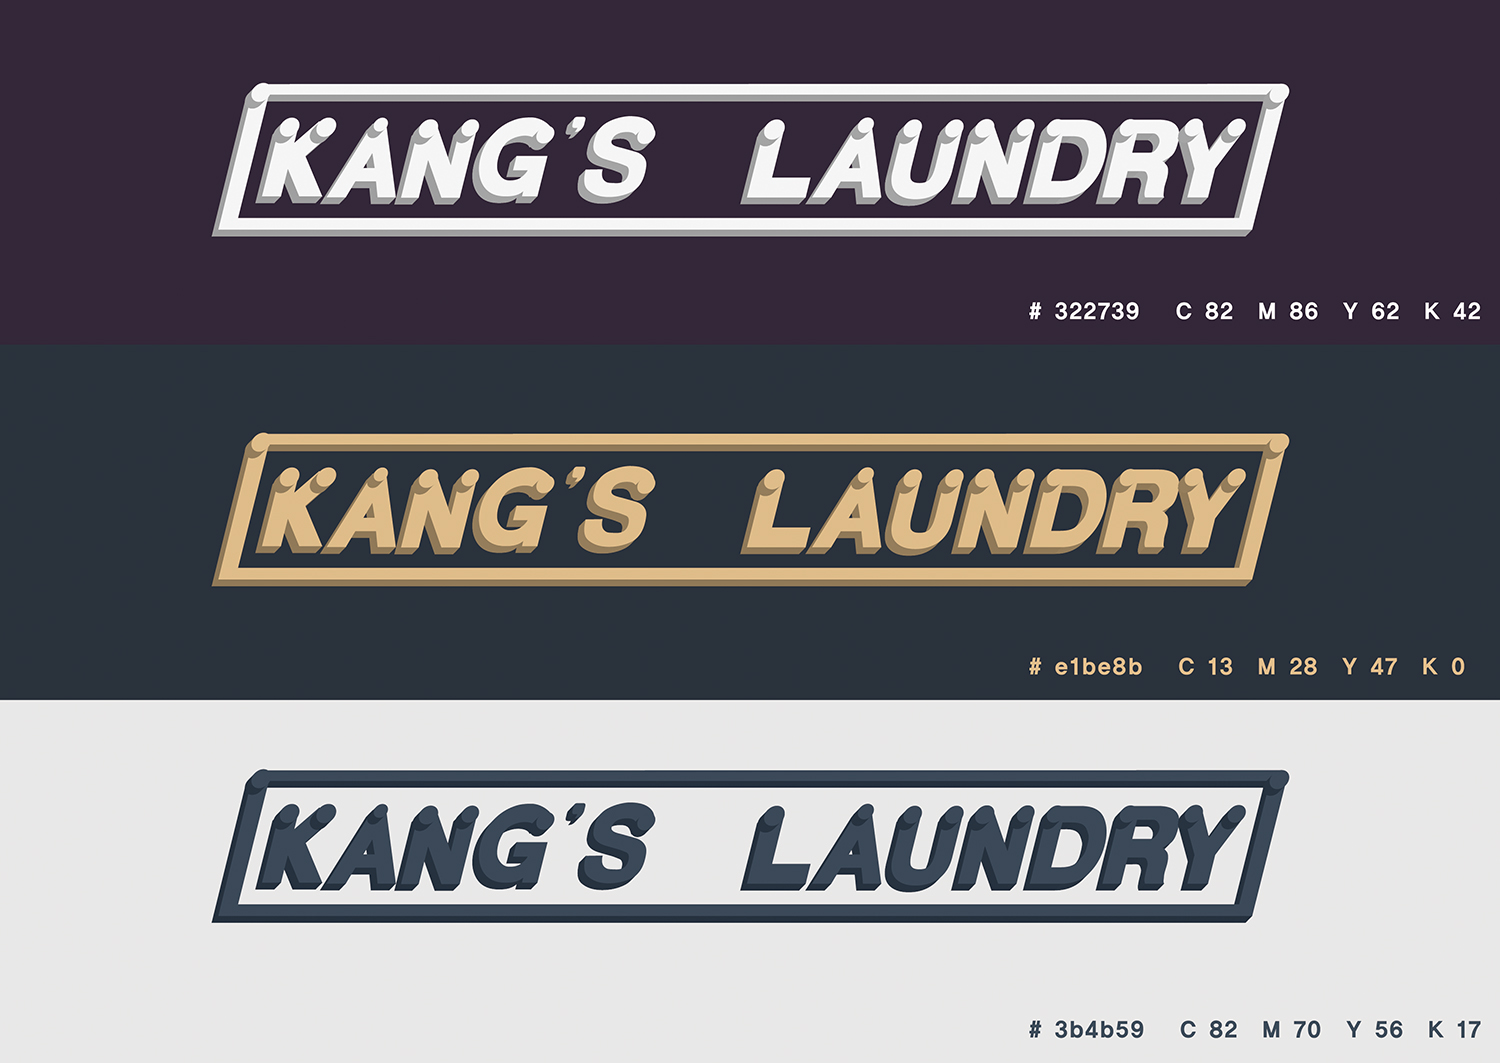 KANG'S LAUNDRY
# 322739 C 82 M 86 Y 62 K 42
KANG'S LAUNDRY
# e1be8b C 13 M 28 Y 47 K 0
KANG'S LAUNDRY
# 3b4b59 C 82 M 70 Y 56 K 17